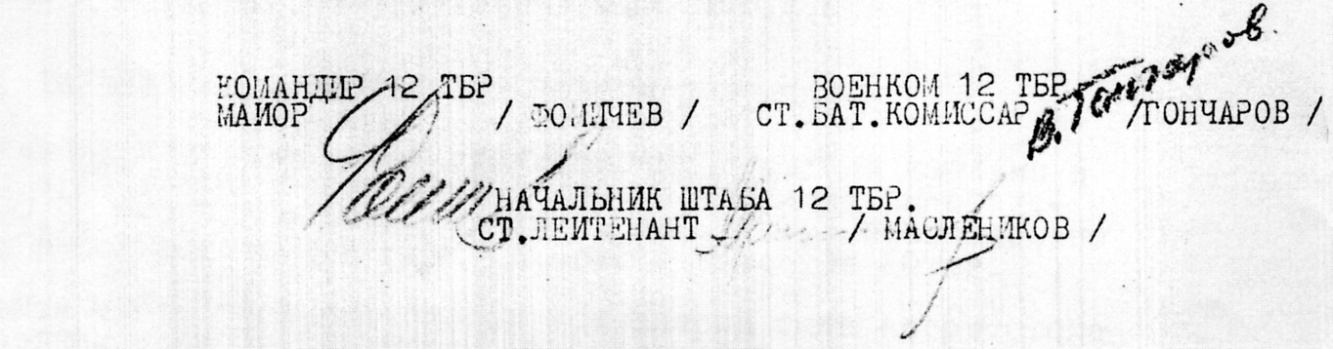 КОМАНДИР 12 ТБР ВОЕНКОМ 12 ТБР
МАИОР / ФОМИЧЕВ / СТ.БАТ.КОМИССАР В. Гончаров. /ГОНЧАРОВ /
НАЧАЛЬНИК ШТАБА 12 ТБР.
СТ.ЛЕИТЕНАНТ / МАСЛЕНИКОВ /